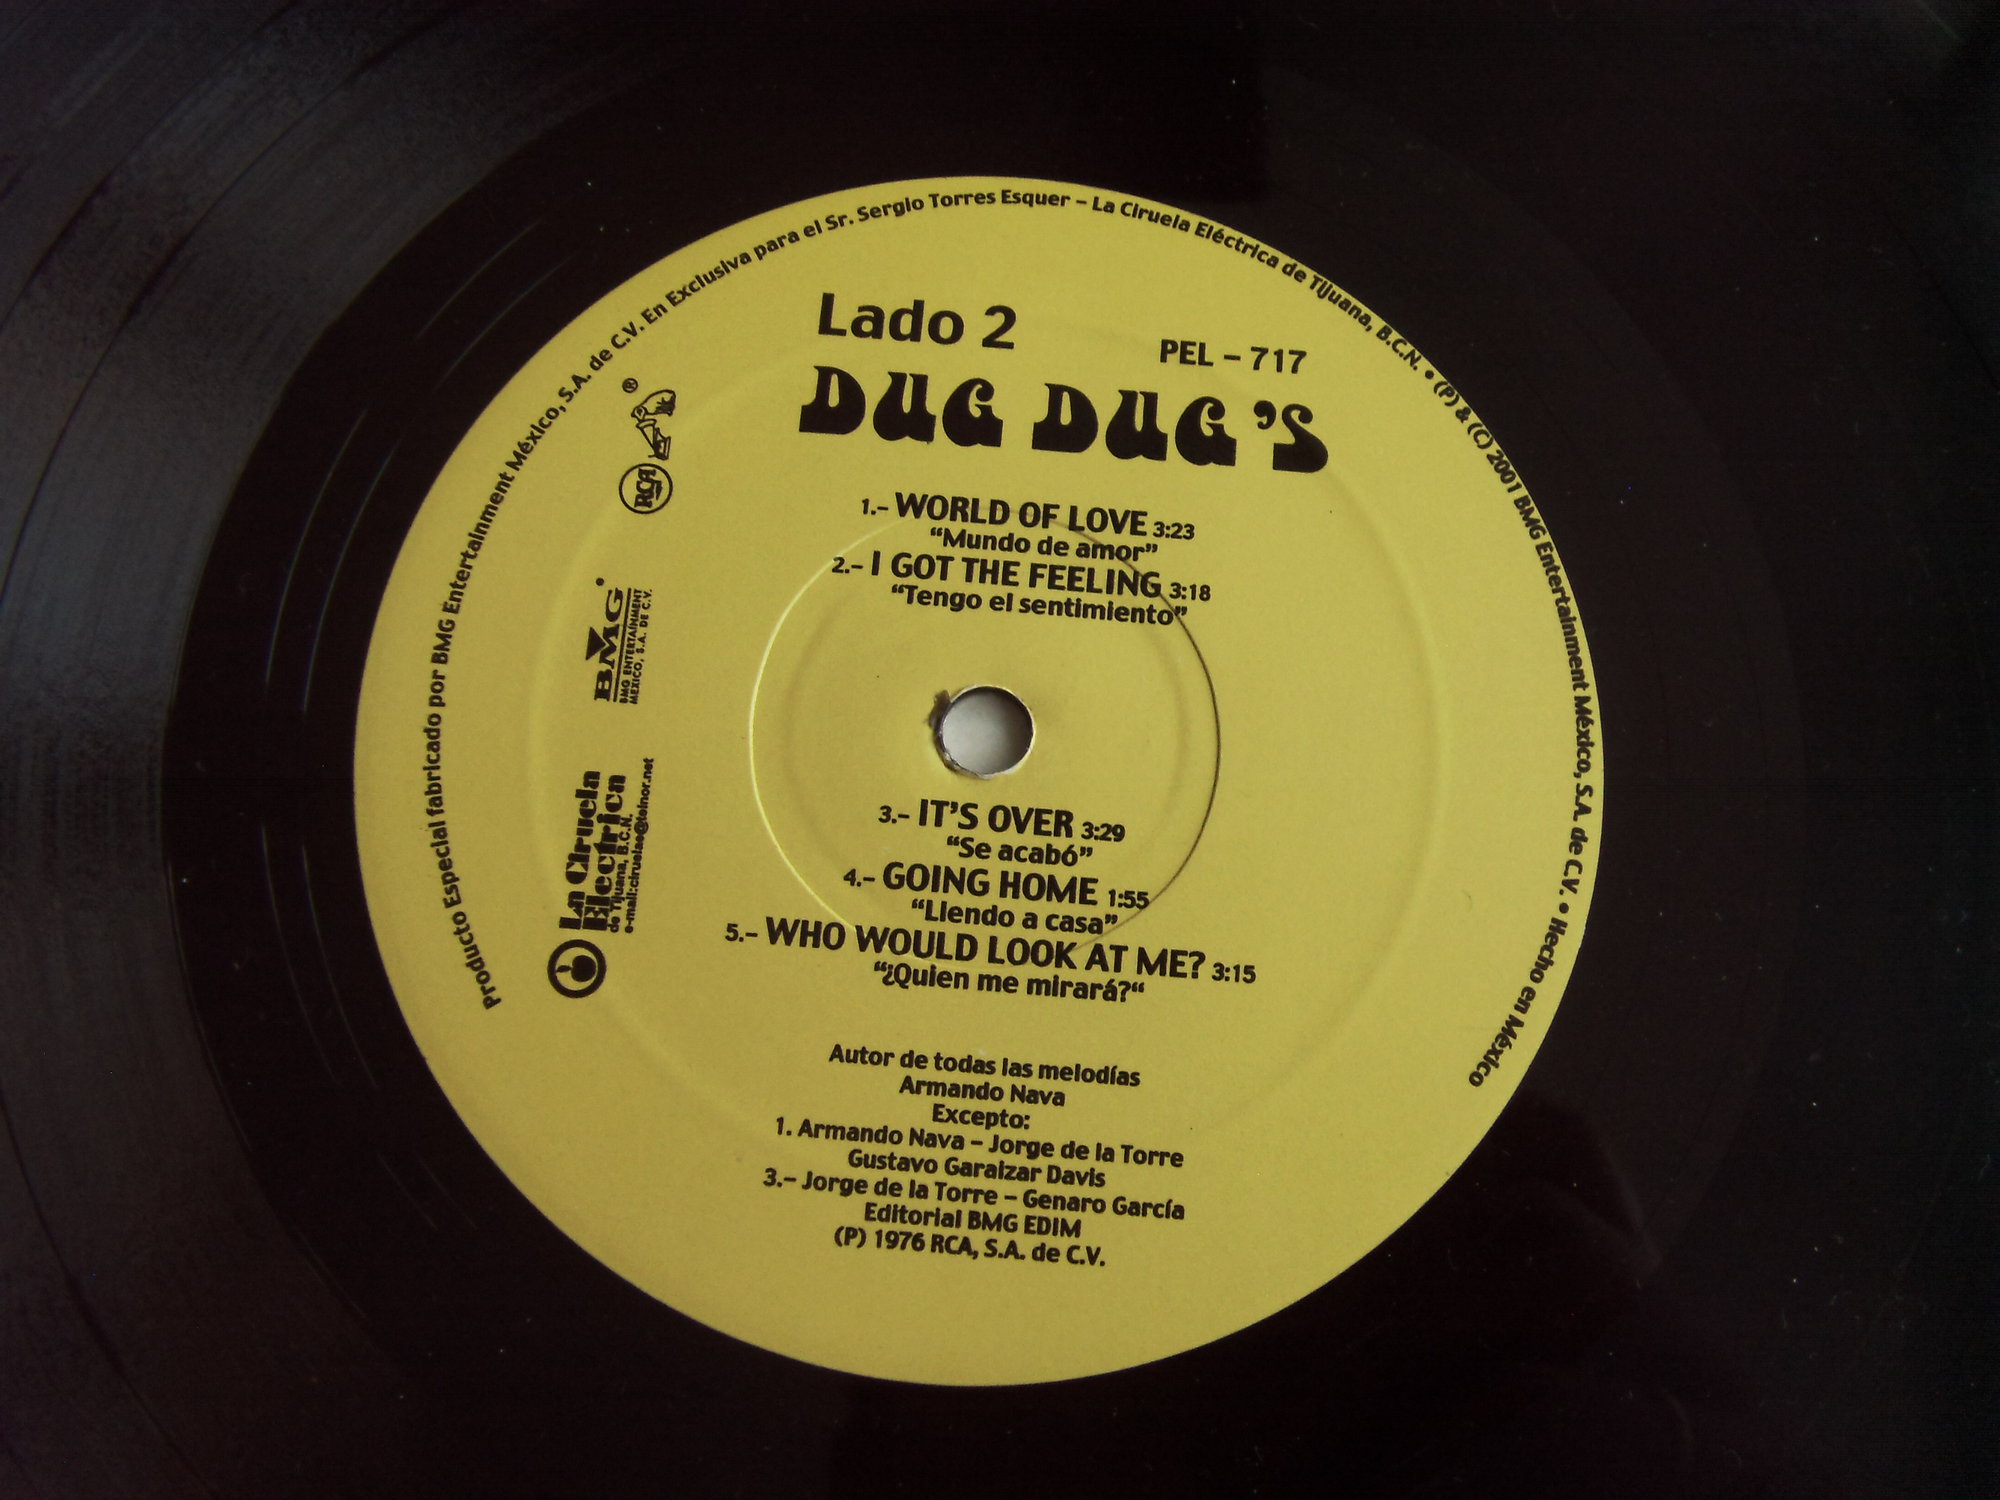 Producto Especial fabricado por BMG Entertainment México, S.A. de C.V. En Exclusiva para el Sr. Sergio Torres Esquer – La Ciruela Eléctrica de Tijuana, B.C.N. • (P) & (C) 2001 BMG Entertainment México, S.A. de C.V. • Hecho en México
Lado 2
PEL – 717
DUG DUG'S
1.– WORLD OF LOVE 3:23
“Mundo de amor”
2.– I GOT THE FEELING 3:18
“Tengo el sentimiento”
3.– IT'S OVER 3:29
“Se acabó”
4.– GOING HOME 1:55
“Llendo a casa”
5.– WHO WOULD LOOK AT ME? 3:15
“¿Quien me mirará?“
Autor de todas las melodías
Armando Nava
Excepto:
1. Armando Nava – Jorge de la Torre
Gustavo Garaizar Davis
3.– Jorge de la Torre – Genaro García
Editorial BMG EDIM
(P) 1976 RCA, S.A. de C.V.
RCA ®
BMG
BMG ENTERTAINMENT
MEXICO, S.A. DE C.V.
La Ciruela
Electrica
de Tijuana, B.C.N.
e-mail:ciruelae@telnor.net